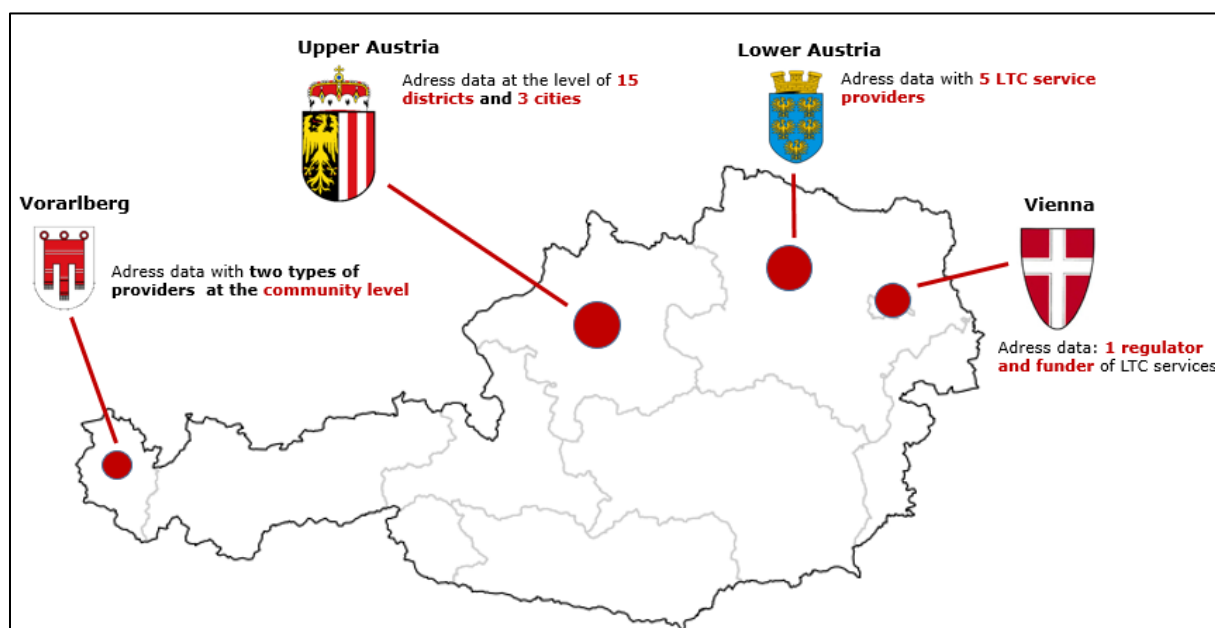 Upper Austria
Adress data at the level of 15
districts and 3 cities
Lower Austria
Adress data with 5 LTC service
providers
Vorarlberg
Adress data with two types of
providers at the community level
Vienna
Adress data: 1 regulator
and funder of LTC services